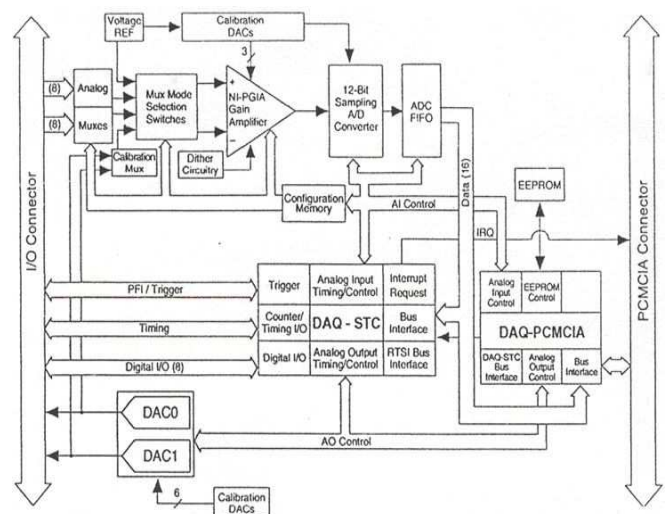 Voltage
REF
Calibration
DACs
3
(8)
Analog
(8)
Muxes
Mux Mode
Selection
Switches
+
NI-PGIA
Gain
Amplifier
−
12-Bit
Sampling
A/D
Converter
ADC
FIFO
Calibration
Mux
Dither
Circuitry
Configuration
Memory
Data (16)
EEPROM
AI Control
IRQ
I/O Connector
PCMCIA Connector
PFI / Trigger
Timing
Digital I/O (8)
Trigger
Analog Input
Timing/Control
Interrupt
Request
Counter/
Timing I/O
DAQ - STC
Bus
Interface
Digital I/O
Analog Output
Timing/Control
RTSI Bus
Interface
Analog
Input
Control
EEPROM
Control
DAQ-PCMCIA
DAQ-STC
Bus
Interface
Analog
Output
Control
Bus
Interface
DAC0
DAC1
AO Control
6
Calibration
DACs